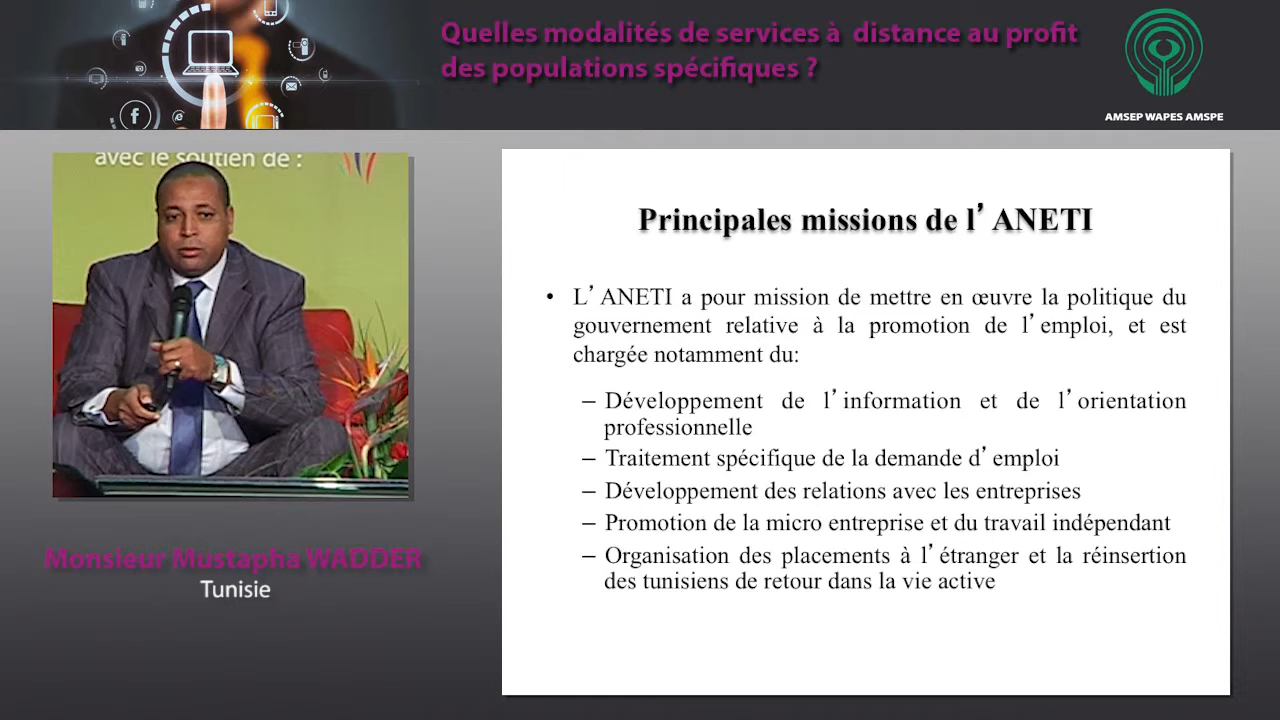 Quelles modalités de services à distance au profit
des populations spécifiques ?
AMSEP WAPES AMSPE
avec le soutien de :
Monsieur Mustapha WADDER
Tunisie
Principales missions de l’ANETI
• L’ANETI a pour mission de mettre en œuvre la politique du
gouvernement relative à la promotion de l’emploi, et est
chargée notamment du:
– Développement de l’information et de l’orientation
professionnelle
– Traitement spécifique de la demande d’emploi
– Développement des relations avec les entreprises
– Promotion de la micro entreprise et du travail indépendant
– Organisation des placements à l’étranger et la réinsertion
des tunisiens de retour dans la vie active